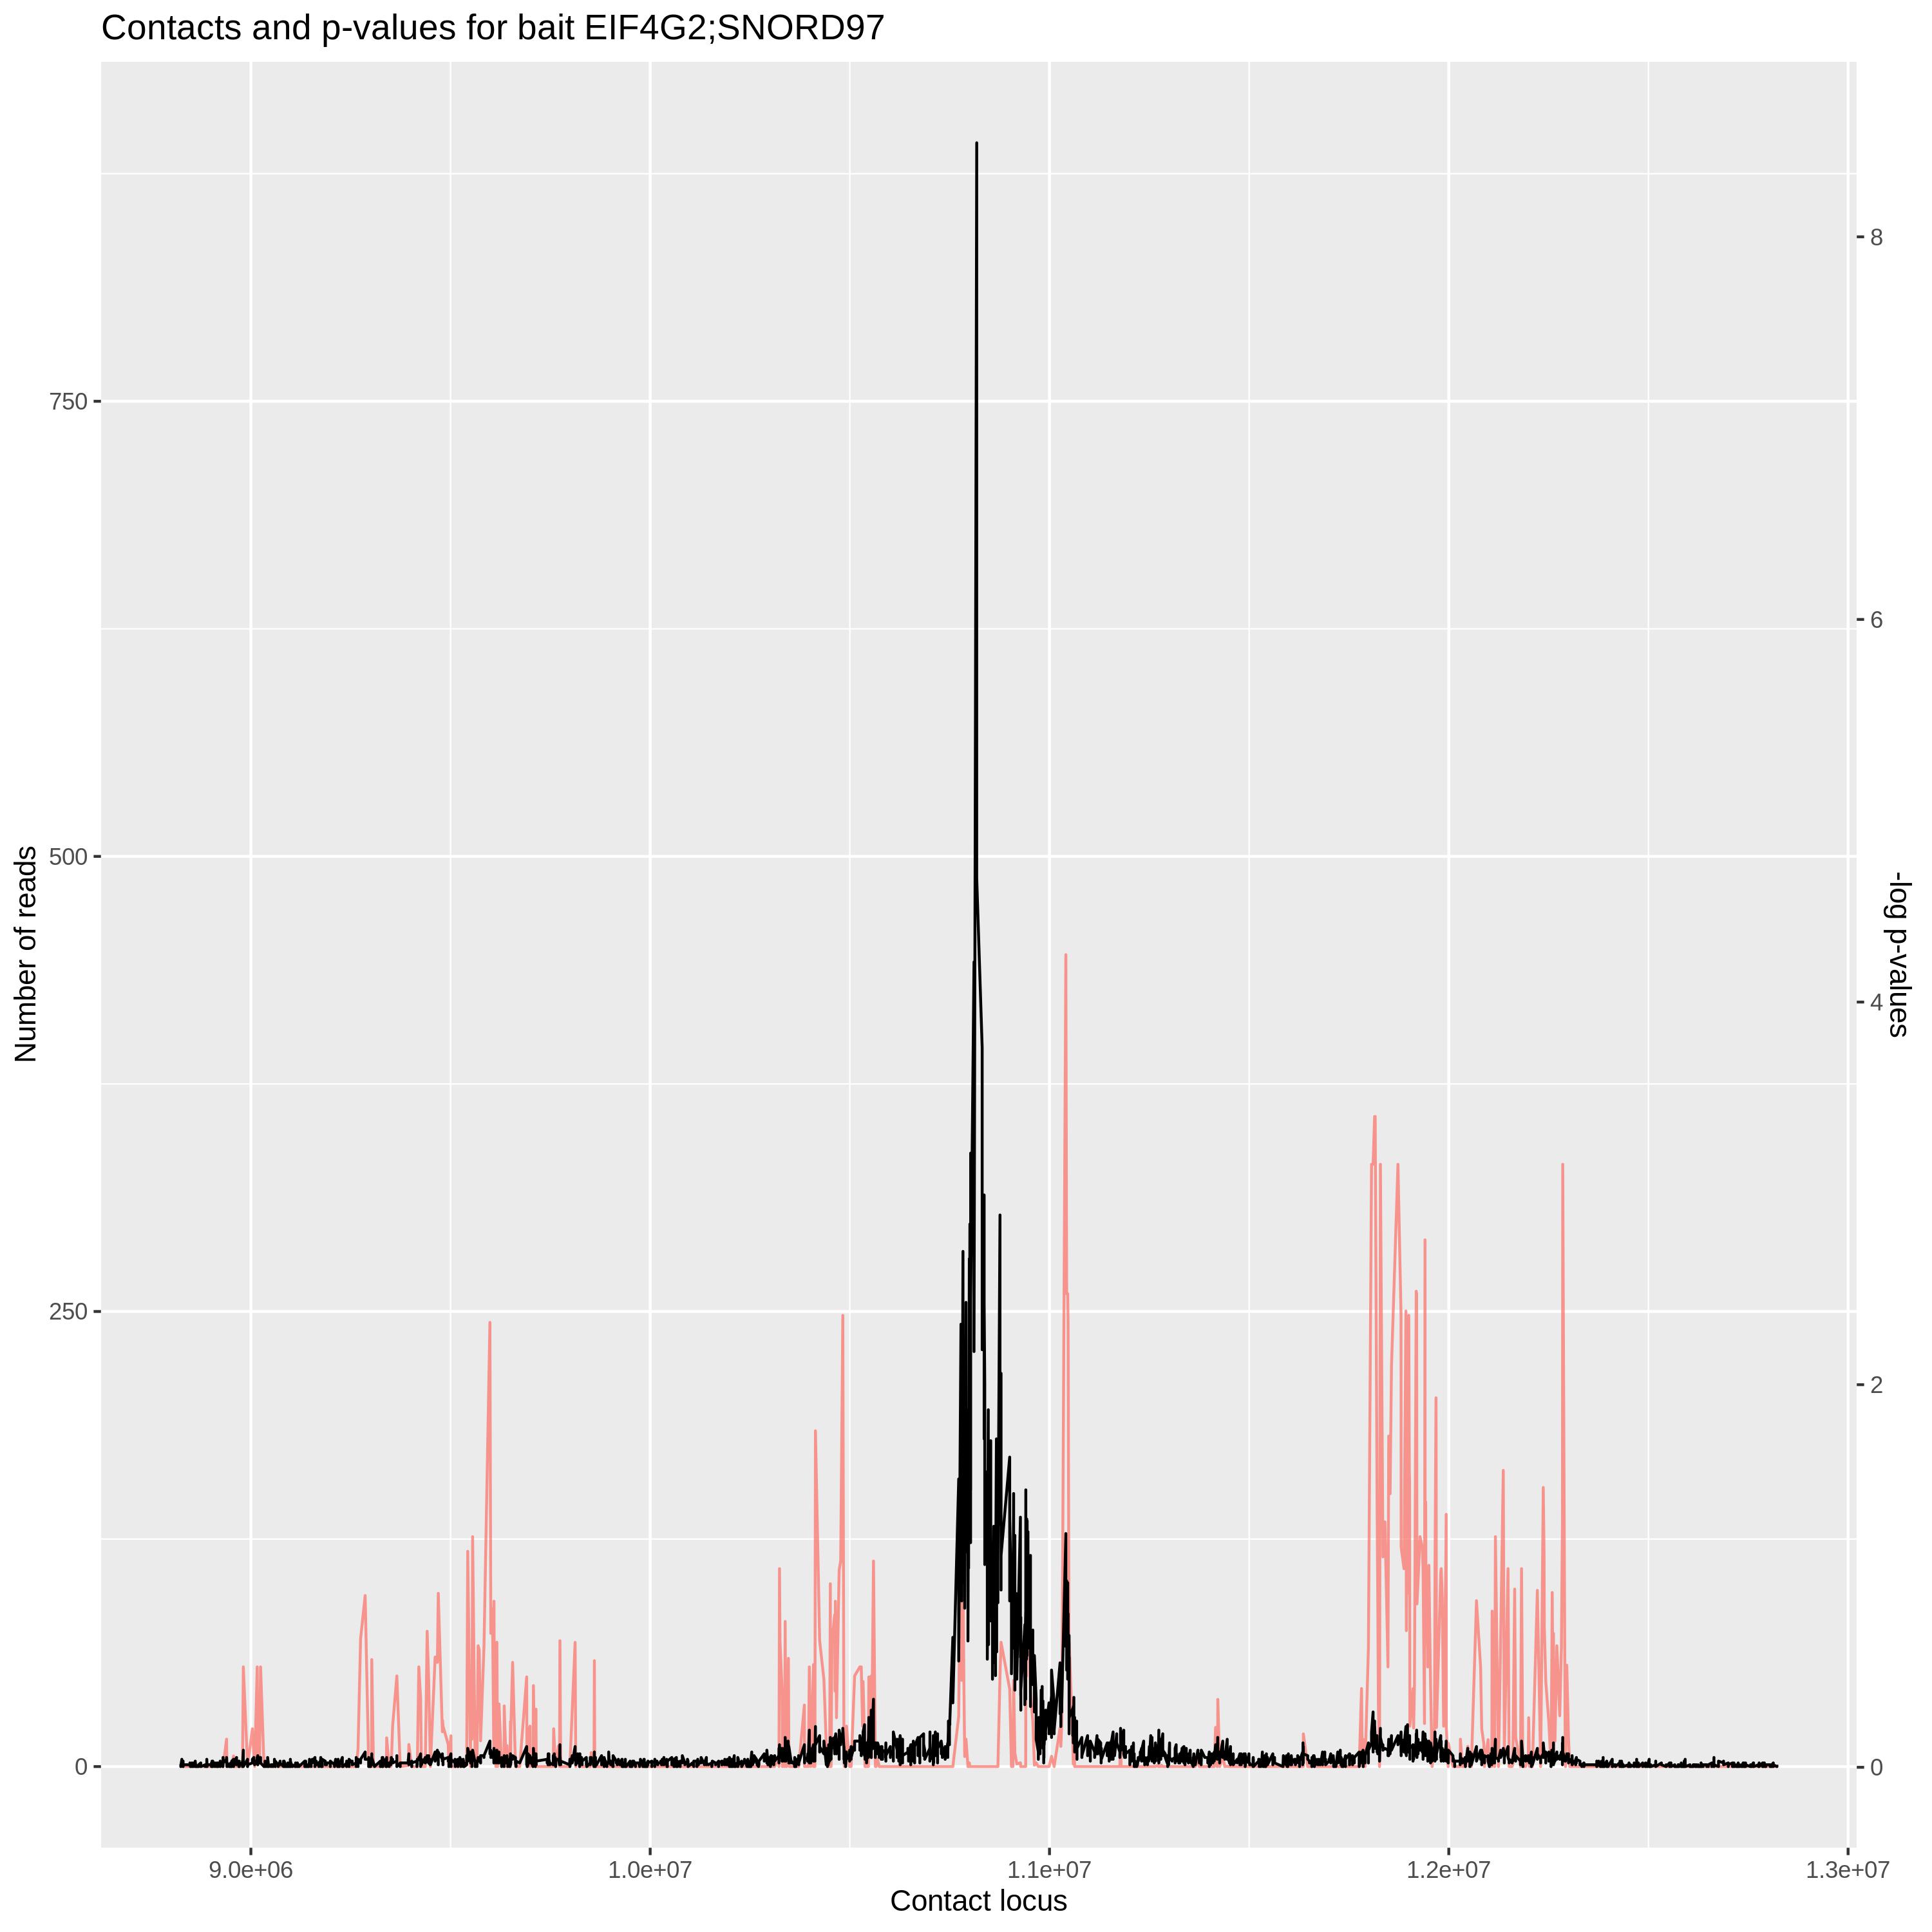 Contacts and p-values for bait EIF4G2;SNORD97
750
500
250
0
Number of reads
8
6
4
2
0
-log p-values
9.0e+06
1.0e+07
1.1e+07
1.2e+07
1.3e+07
Contact locus